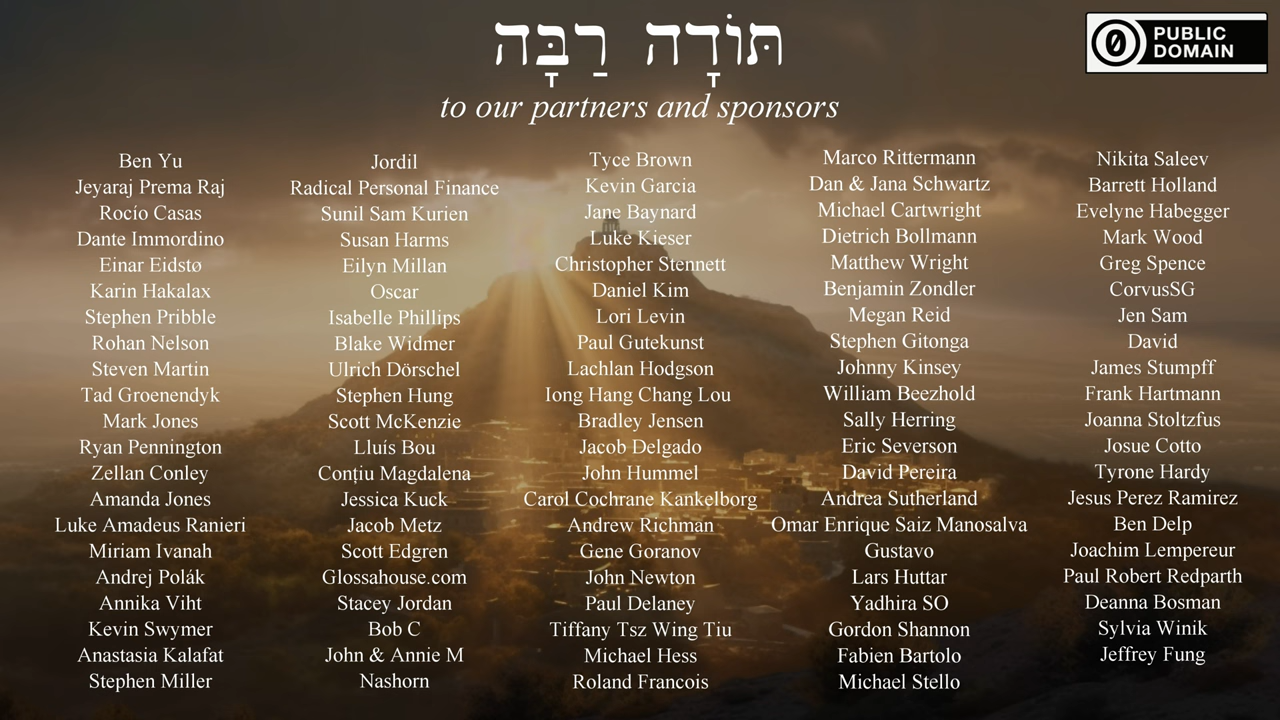 תּוֹדָה רַבָּה
to our partners and sponsors
PUBLIC
DOMAIN
Ben Yu
Jeyaraj Prema Raj
Rocío Casas
Dante Immordino
Einar Eidstø
Karin Hakalax
Stephen Pribble
Rohan Nelson
Steven Martin
Tad Groenendyk
Mark Jones
Ryan Pennington
Zellan Conley
Amanda Jones
Luke Amadeus Ranieri
Miriam Ivanah
Andrej Polák
Annika Viht
Kevin Swymer
Anastasia Kalafat
Stephen Miller
Jordil
Radical Personal Finance
Sunil Sam Kurien
Susan Harms
Eilyn Millan
Oscar
Isabelle Phillips
Blake Widmer
Ulrich Dörschel
Stephen Hung
Scott McKenzie
Lluís Bou
Conțiu Magdalena
Jessica Kuck
Jacob Metz
Scott Edgren
Glossahouse.com
Stacey Jordan
Bob C
John & Annie M
Nashorn
Tyce Brown
Kevin Garcia
Jane Baynard
Luke Kieser
Christopher Stennett
Daniel Kim
Lori Levin
Paul Gutekunst
Lachlan Hodgson
Iong Hang Chang Lou
Bradley Jensen
Jacob Delgado
John Hummel
Carol Cochrane Kankelborg
Andrew Richman
Gene Goranov
John Newton
Paul Delaney
Tiffany Tsz Wing Tiu
Michael Hess
Roland Francois
Marco Rittermann
Dan & Jana Schwartz
Michael Cartwright
Dietrich Bollmann
Matthew Wright
Benjamin Zondler
Megan Reid
Stephen Gitonga
Johnny Kinsey
William Beezhold
Sally Herring
Eric Severson
David Pereira
Andrea Sutherland
Omar Enrique Saiz Manosalva
Gustavo
Lars Huttar
Yadhira SO
Gordon Shannon
Fabien Bartolo
Michael Stello
Nikita Saleev
Barrett Holland
Evelyne Habegger
Mark Wood
Greg Spence
CorvusSG
Jen Sam
David
James Stumpff
Frank Hartmann
Joanna Stoltzfus
Josue Cotto
Tyrone Hardy
Jesus Perez Ramirez
Ben Delp
Joachim Lempereur
Paul Robert Redparth
Deanna Bosman
Sylvia Winik
Jeffrey Fung